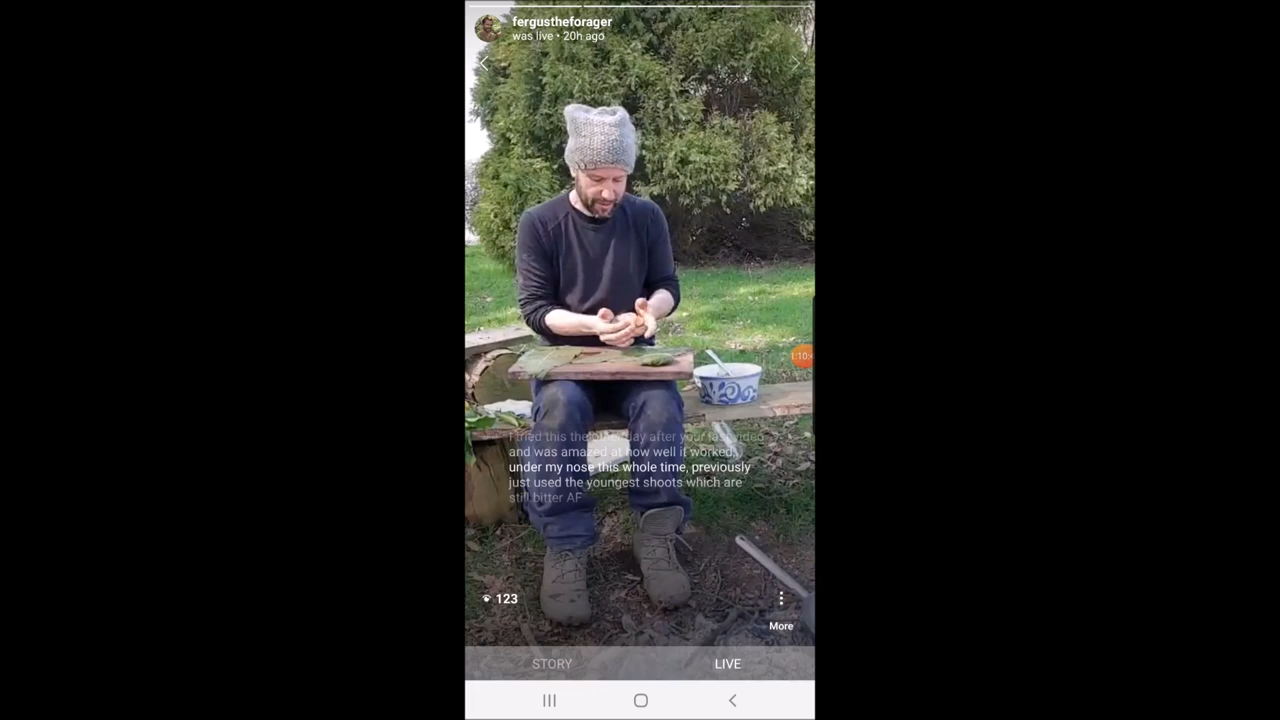 fergustheforager
was live • 20h ago
I tried this the other day after your last video
and was amazed at how well it worked,
under my nose this whole time, previously
just used the youngest shoots which are
still bitter AF
123
More
STORY
LIVE